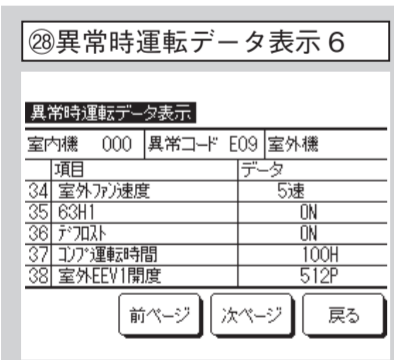 ㉘異常時運転データ表示６
異常時運転データ表示
室内機 000 異常コード E09 室外機
項目 データ
34 室外ファン速度 5速
35 63H1 ON
36 デフロスト ON
37 コンプ運転時間 100H
38 室外EEV1開度 512P
前ページ 次ページ 戻る